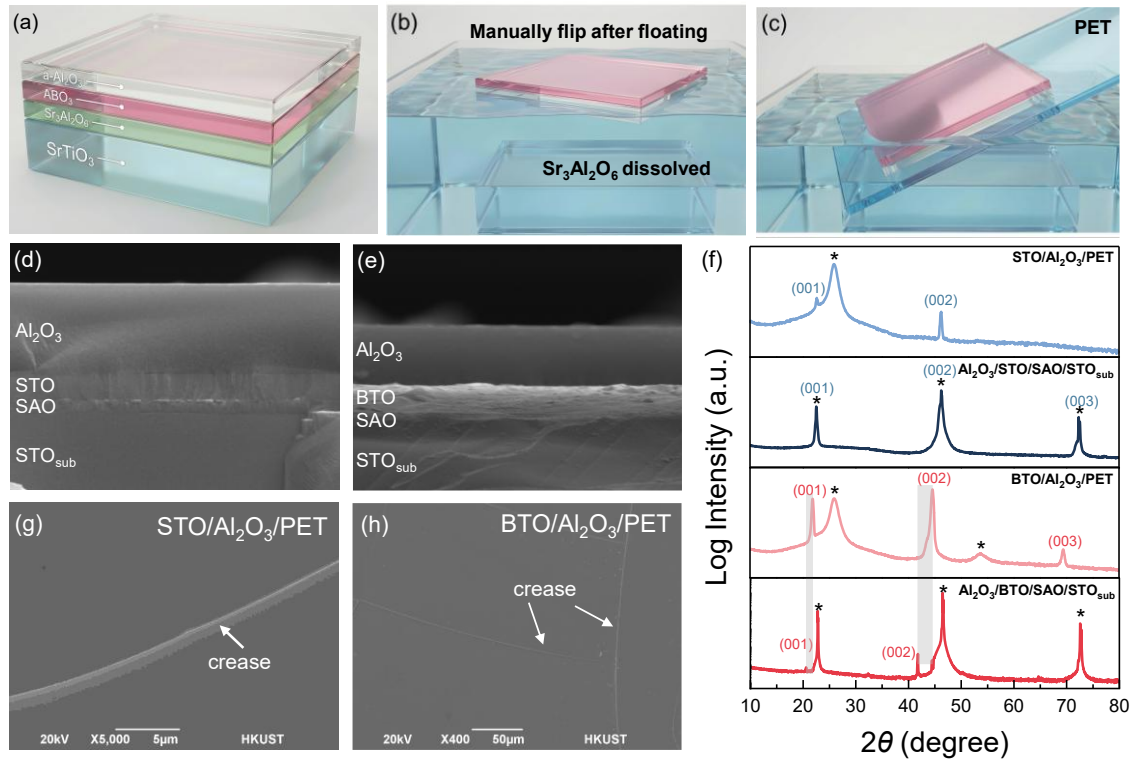 (a)
a-Al₂O₃
ABO₃
Sr₃Al₂O₆
SrTiO₃
(b)
Manually flip after floating
Sr₃Al₂O₆ dissolved
(c)
PET
(d)
Al₂O₃
STO
SAO
STOsub
(e)
Al₂O₃
BTO
SAO
STOsub
(f)
STO/Al₂O₃/PET
(001)
*
(002)
Al₂O₃/STO/SAO/STOsub
(001)
*
(002)
*
(003)
*
BTO/Al₂O₃/PET
(001)
*
(002)
*
(003)
Al₂O₃/BTO/SAO/STOsub
(001)
*
(002)
*
*
Log Intensity (a.u.)
10 20 30 40 50 60 70 80
2θ (degree)
(g)
STO/Al₂O₃/PET
crease
20kV X5,000 5μm HKUST
(h)
BTO/Al₂O₃/PET
crease
20kV X400 50μm HKUST